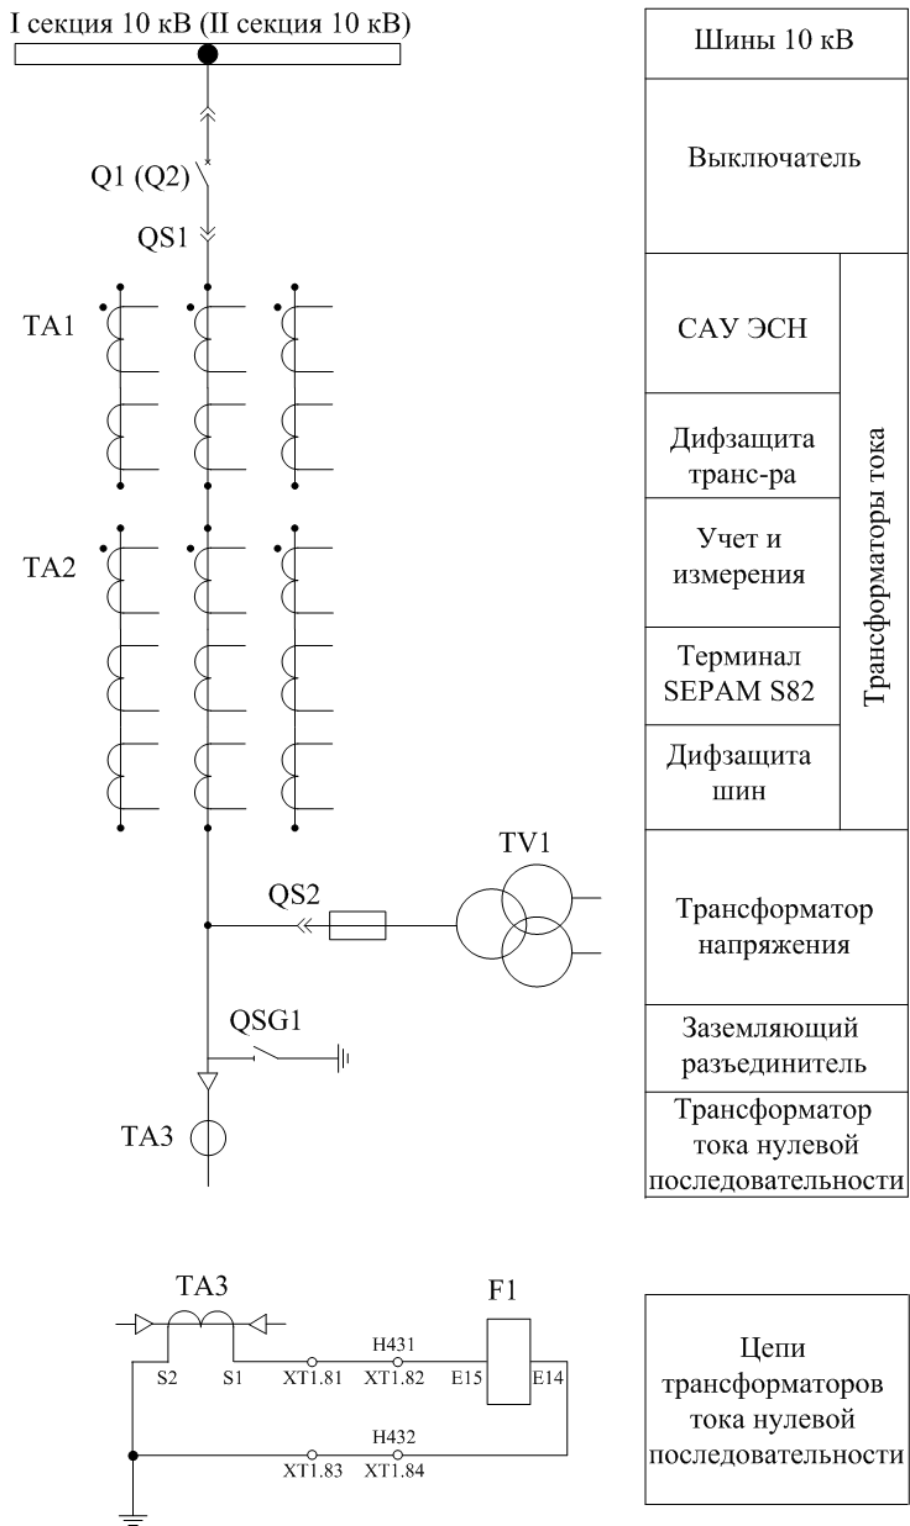 I секция 10 кВ (II секция 10 кВ)
Шины 10 кВ
Q1 (Q2)
Выключатель
QS1
TA1
САУ ЭСН
Дифзащита
транс-ра
Трансформаторы тока
TA2
Учет и
измерения
Терминал
SEPAM S82
Дифзащита
шин
TV1
QS2
Трансформатор
напряжения
QSG1
Заземляющий
разъединитель
TA3
Трансформатор
тока нулевой
последовательности
TA3
F1
S2
S1
XT1.81
H431
XT1.82
E15
E14
XT1.83
H432
XT1.84
Цепи
трансформаторов
тока нулевой
последовательности